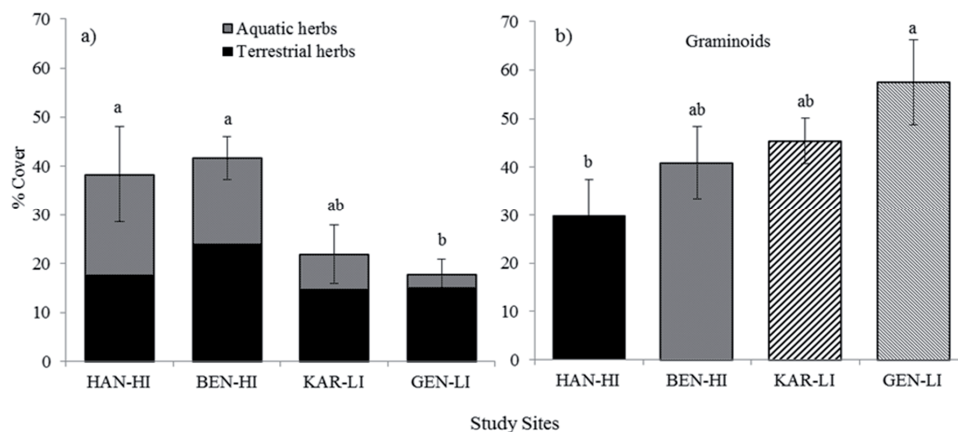 a)
Aquatic herbs
Terrestrial herbs
% Cover
70
60
50
40
30
20
10
0
a
a
ab
b
HAN-HI
BEN-HI
KAR-LI
GEN-LI
b)
Graminoids
70
60
50
40
30
20
10
0
b
ab
ab
a
HAN-HI
BEN-HI
KAR-LI
GEN-LI
Study Sites